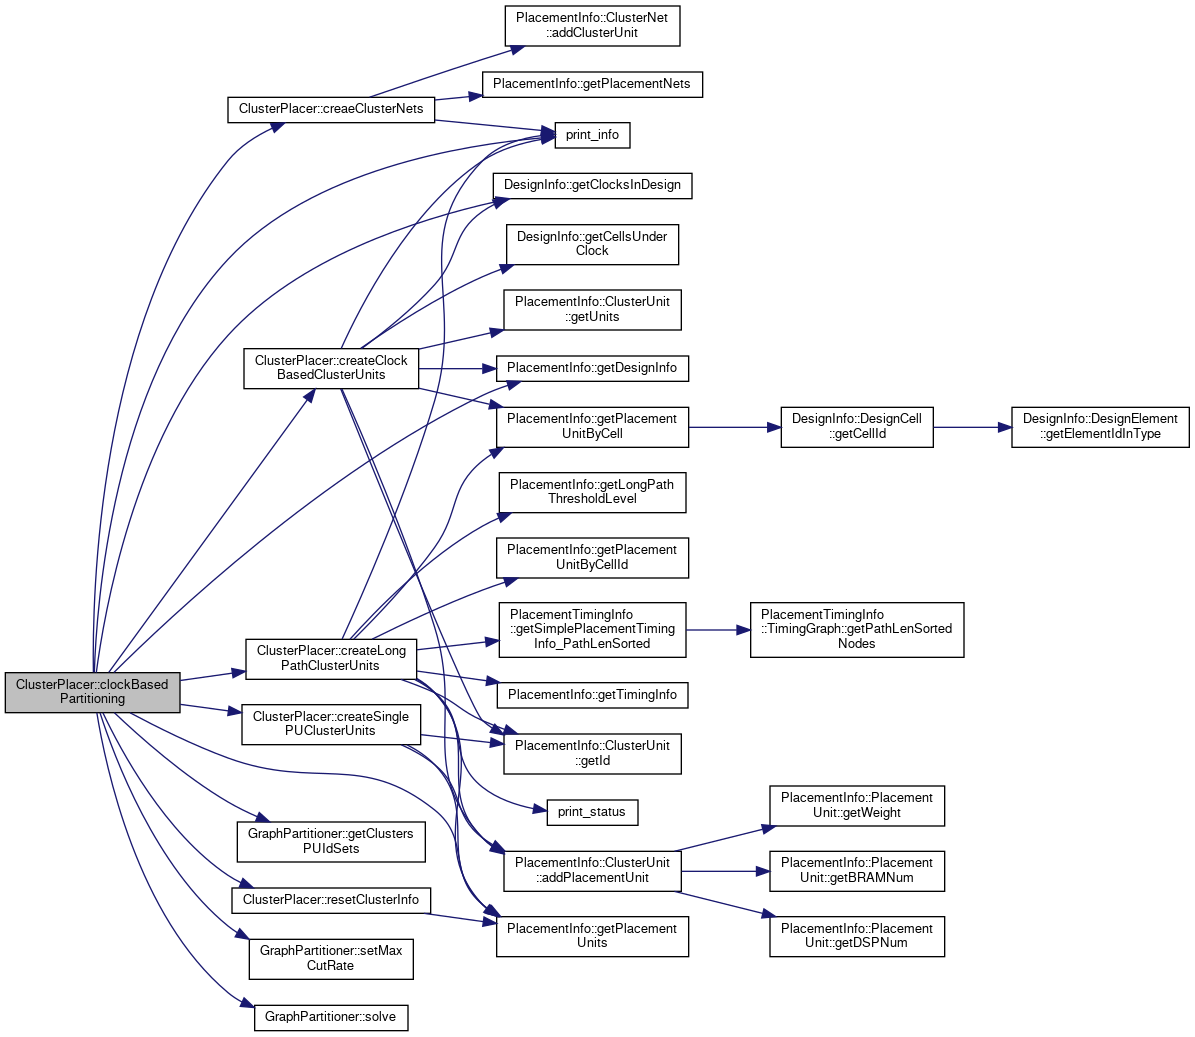 PlacementInfo::ClusterNet
::addClusterUnit
PlacementInfo::getPlacementNets
ClusterPlacer::creaeClusterNets
print_info
DesignInfo::getClocksInDesign
DesignInfo::getCellsUnder
Clock
PlacementInfo::ClusterUnit
::getUnits
ClusterPlacer::createClock
BasedClusterUnits
PlacementInfo::getDesignInfo
PlacementInfo::getPlacement
UnitByCell
DesignInfo::DesignCell
::getCellId
DesignInfo::DesignElement
::getElementIdInType
PlacementInfo::getLongPath
ThresholdLevel
PlacementInfo::getPlacement
UnitByCellId
PlacementTimingInfo
::getSimplePlacementTiming
Info_PathLenSorted
PlacementTimingInfo
::TimingGraph::getPathLenSorted
Nodes
ClusterPlacer::createLong
PathClusterUnits
ClusterPlacer::clockBased
Partitioning
PlacementInfo::getTimingInfo
ClusterPlacer::createSingle
PUClusterUnits
PlacementInfo::ClusterUnit
::getId
print_status
PlacementInfo::Placement
Unit::getWeight
GraphPartitioner::getClusters
PUIdSets
PlacementInfo::ClusterUnit
::addPlacementUnit
PlacementInfo::Placement
Unit::getBRAMNum
ClusterPlacer::resetClusterInfo
PlacementInfo::getPlacement
Units
PlacementInfo::Placement
Unit::getDSPNum
GraphPartitioner::setMax
CutRate
GraphPartitioner::solve